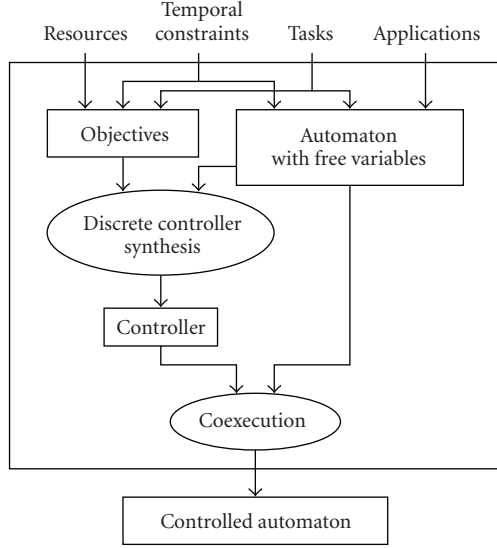 Resources
Temporal
constraints
Tasks
Applications
Objectives
Automaton
with free variables
Discrete controller
synthesis
Controller
Coexecution
Controlled automaton